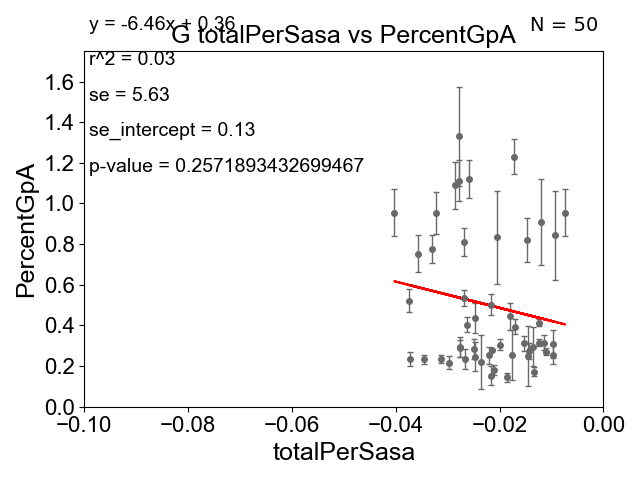 y = -6.46x + 0.36
N = 50
G totalPerSasa vs PercentGpA
r^2 = 0.03
se = 5.63
se_intercept = 0.13
p-value = 0.2571893432699467
PercentGpA
1.6
1.4
1.2
1.0
0.8
0.6
0.4
0.2
0.0
−0.10 −0.08 −0.06 −0.04 −0.02 0.00
totalPerSasa